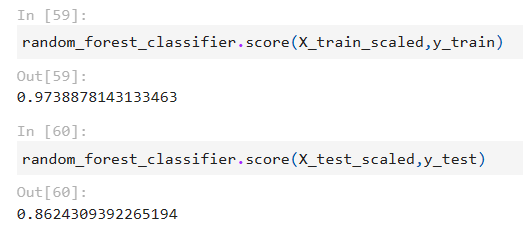 In [59]:
random_forest_classifier.score(X_train_scaled,y_train)
Out[59]:
0.9738878143133463
In [60]:
random_forest_classifier.score(X_test_scaled,y_test)
Out[60]:
0.8624309392265194